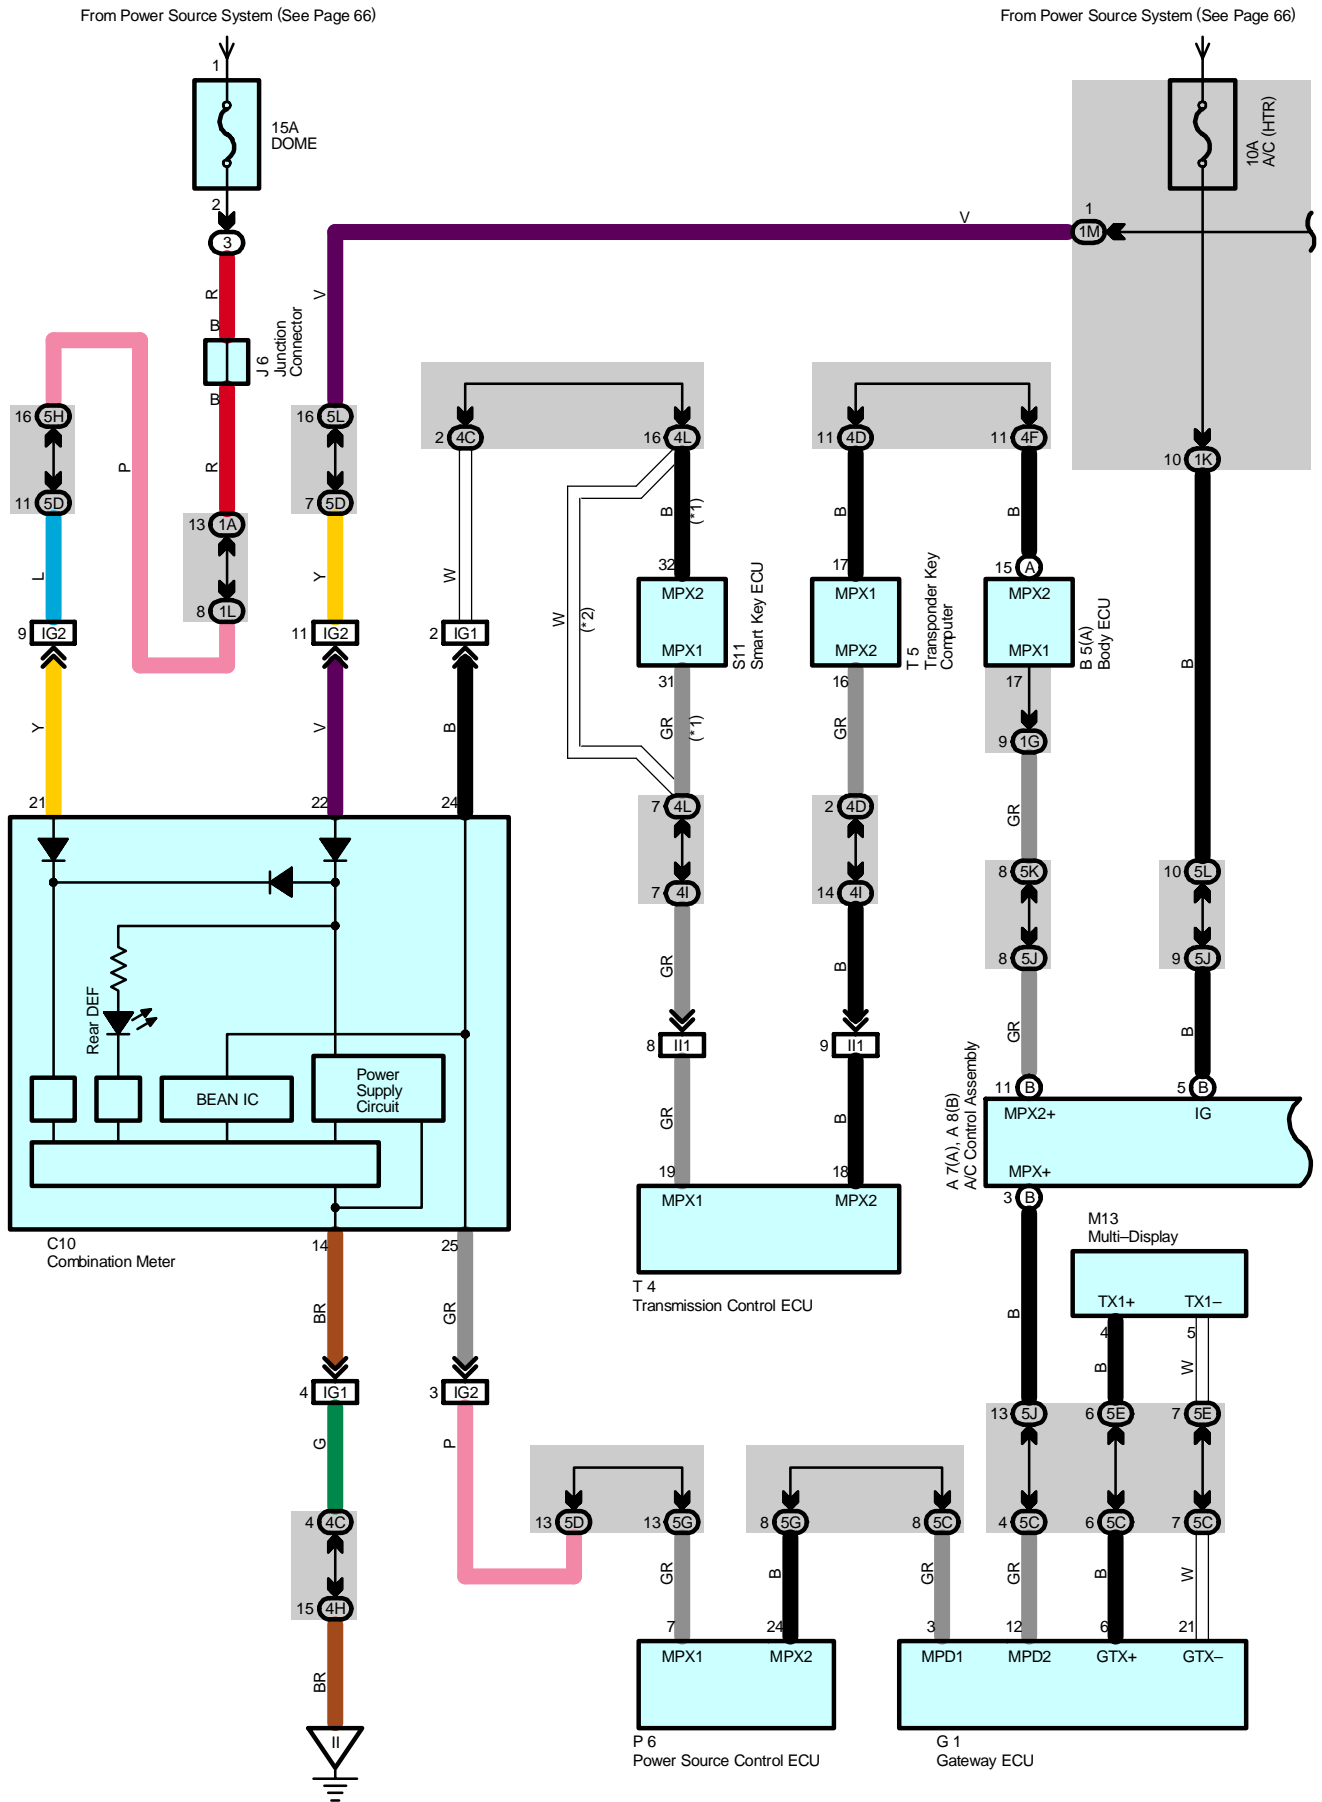 From Power Source System (See Page 66)
From Power Source System (See Page 66)
1
15A
DOME
10A
A/C (HTR)
2
3
V
1
1M
R
V
B
J 6
Junction
Connector
B
16 5H
16 5L
2 4C
16 4L
11 4D
11 4F
10 1K
P
R
11 5D
7 5D
13 1A
B
(*1)
B
B
L
Y
W
32
17
15 A
MPX2
MPX1
MPX2
8 1L
W
(*2)
9 IG2
11 IG2
2 IG1
MPX1
MPX2
MPX1
S11
Smart Key ECU
T 5
Transponder Key
Computer
B 5(A)
Body ECU
B
31
16
17
Y
V
B
GR
(*1)
GR
9 1G
21
22
24
7 4L
2 4D
GR
8 5K
10 5L
7 4I
14 4I
8 5J
9 5J
GR
B
Rear DEF
GR
B
8 II1
9 II1
BEAN IC
Power
Supply
Circuit
11 B
5 B
MPX2+
IG
GR
B
A 7(A), A 8(B)
A/C Control Assembly
MPX+
19
18
MPX1
MPX2
3 B
C10
Combination Meter
14
25
M13
Multi–Display
T 4
Transmission Control ECU
TX1+
TX1–
BR
GR
B
4
5
B
W
4 IG1
3 IG2
13 5J
6 5E
7 5E
G
P
4 4C
13 5D
13 5G
8 5G
8 5C
4 5C
6 5C
7 5C
15 4H
GR
B
GR
GR
B
W
7
24
3
12
6
21
MPX1
MPX2
MPD1
MPD2
GTX+
GTX–
BR
II
P 6
Power Source Control ECU
G 1
Gateway ECU